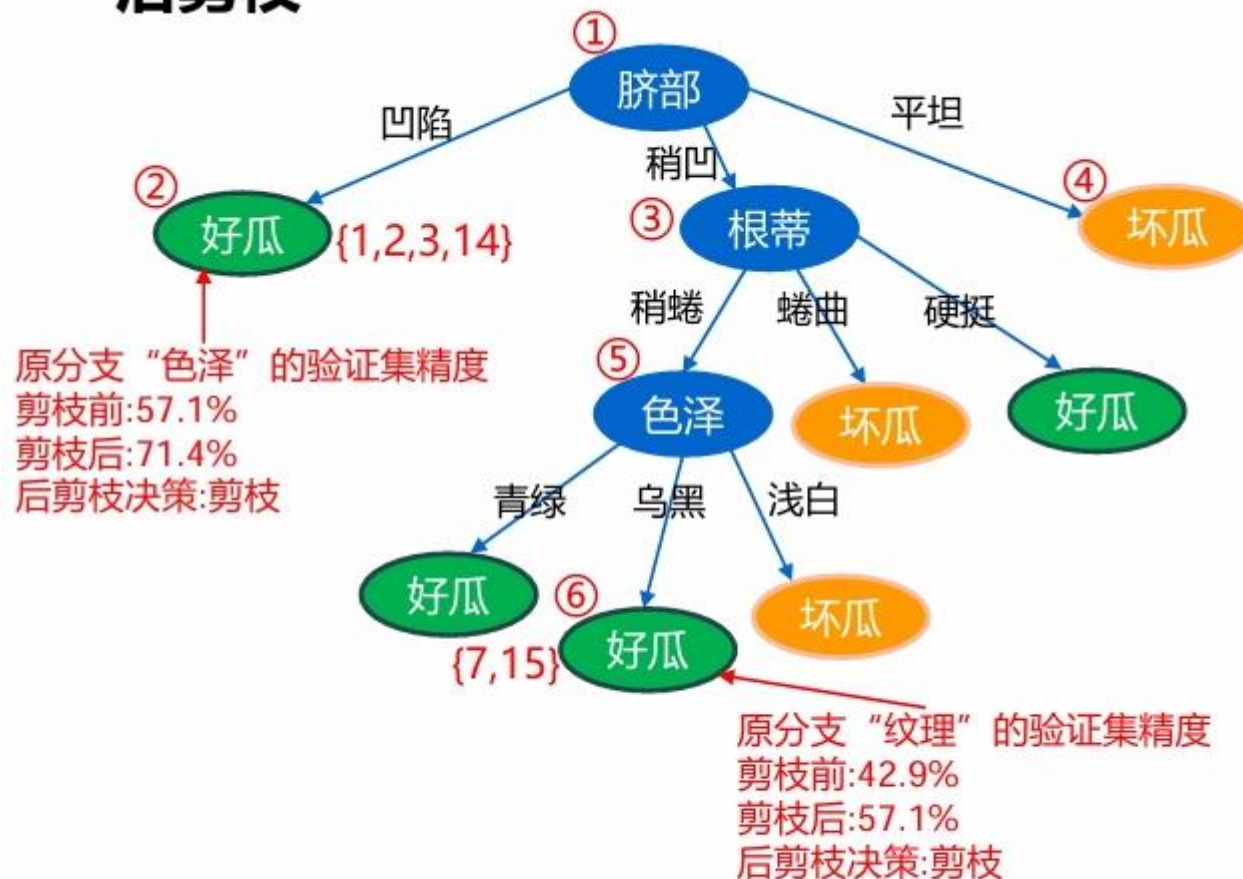 后剪枝
①
脐部
凹陷
稍凹
平坦
②
好瓜
{1,2,3,14}
③
根蒂
④
坏瓜
原分支“色泽”的验证集精度
剪枝前:57.1%
剪枝后:71.4%
后剪枝决策:剪枝
稍蜷
蜷曲
硬挺
⑤
色泽
坏瓜
好瓜
青绿
乌黑
浅白
好瓜
⑥
好瓜
{7,15}
坏瓜
原分支“纹理”的验证集精度
剪枝前:42.9%
剪枝后:57.1%
后剪枝决策:剪枝